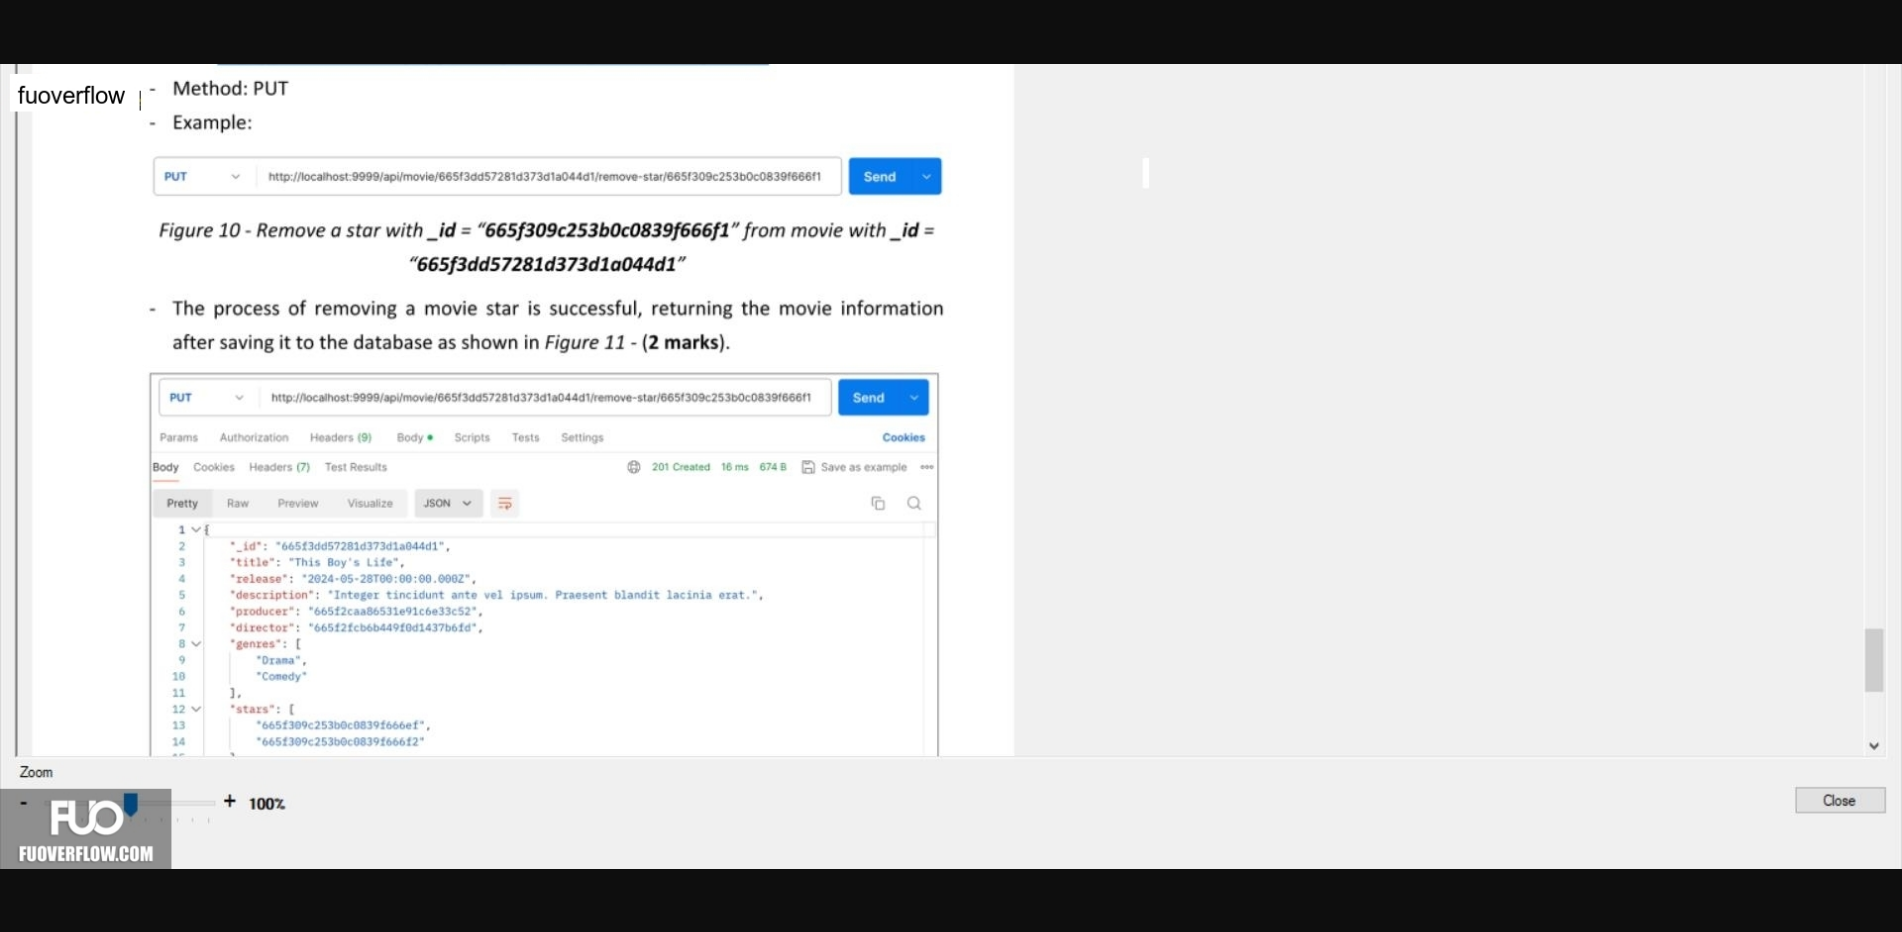 fuoverflow
- Method: PUT
- Example:
PUT http://localhost:9999/api/movie/665f3dd57281d373d1a044d1/remove-star/665f309c253b0c0839f666f1 Send
Figure 10 - Remove a star with _id = “665f309c253b0c0839f666f1” from movie with _id =
“665f3dd57281d373d1a044d1”
- The process of removing a movie star is successful, returning the movie information
after saving it to the database as shown in Figure 11 - (2 marks).
PUT http://localhost:9999/api/movie/665f3dd57281d373d1a044d1/remove-star/665f309c253b0c0839f666f1 Send
Params Authorization Headers (9) Body Scripts Tests Settings Cookies
Body Cookies Headers (7) Test Results 201 Created 16 ms 674 B Save as example
Pretty Raw Preview Visualize JSON
1 {
2 "_id": "665f3dd57281d373d1a044d1",
3 "title": "This Boy's Life",
4 "release": "2024-05-28T00:00:00.000Z",
5 "description": "Integer tincidunt ante vel ipsum. Praesent blandit lacinia erat.",
6 "producer": "665f2caa86531e91c6e33c52",
7 "director": "665f2fcb6b449f0d1437b6fd",
8 "genres": [
9 "Drama",
10 "Comedy"
11 ],
12 "stars": [
13 "665f309c253b0c0839f666ef",
14 "665f309c253b0c0839f666f2"
Zoom
- + 100%
Close
FUO
FUOVERFLOW.COM